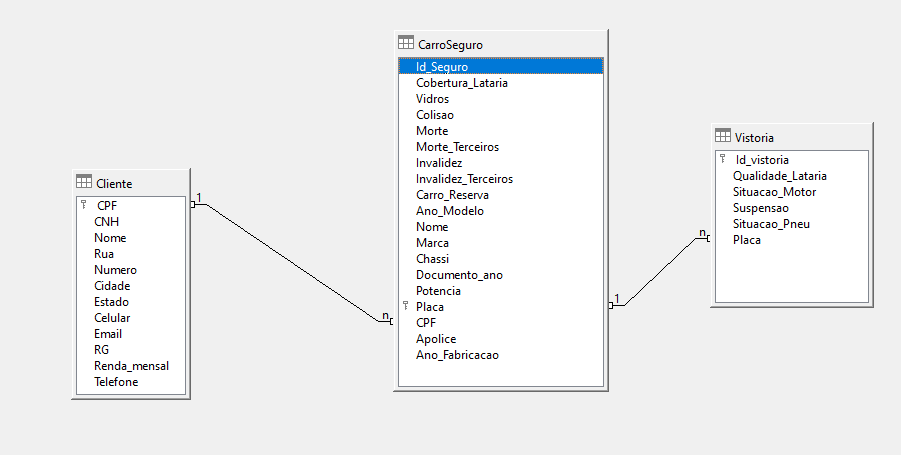 Cliente
CPF
CNH
Nome
Rua
Numero
Cidade
Estado
Celular
Email
RG
Renda_mensal
Telefone
1
n
CarroSeguro
Id_Seguro
Cobertura_Lataria
Vidros
Colisao
Morte
Morte_Terceiros
Invalidez
Invalidez_Terceiros
Carro_Reserva
Ano_Modelo
Nome
Marca
Chassi
Documento_ano
Potencia
Placa
CPF
Apolice
Ano_Fabricacao
1
n
Vistoria
Id_vistoria
Qualidade_Lataria
Situacao_Motor
Suspensao
Situacao_Pneu
Placa